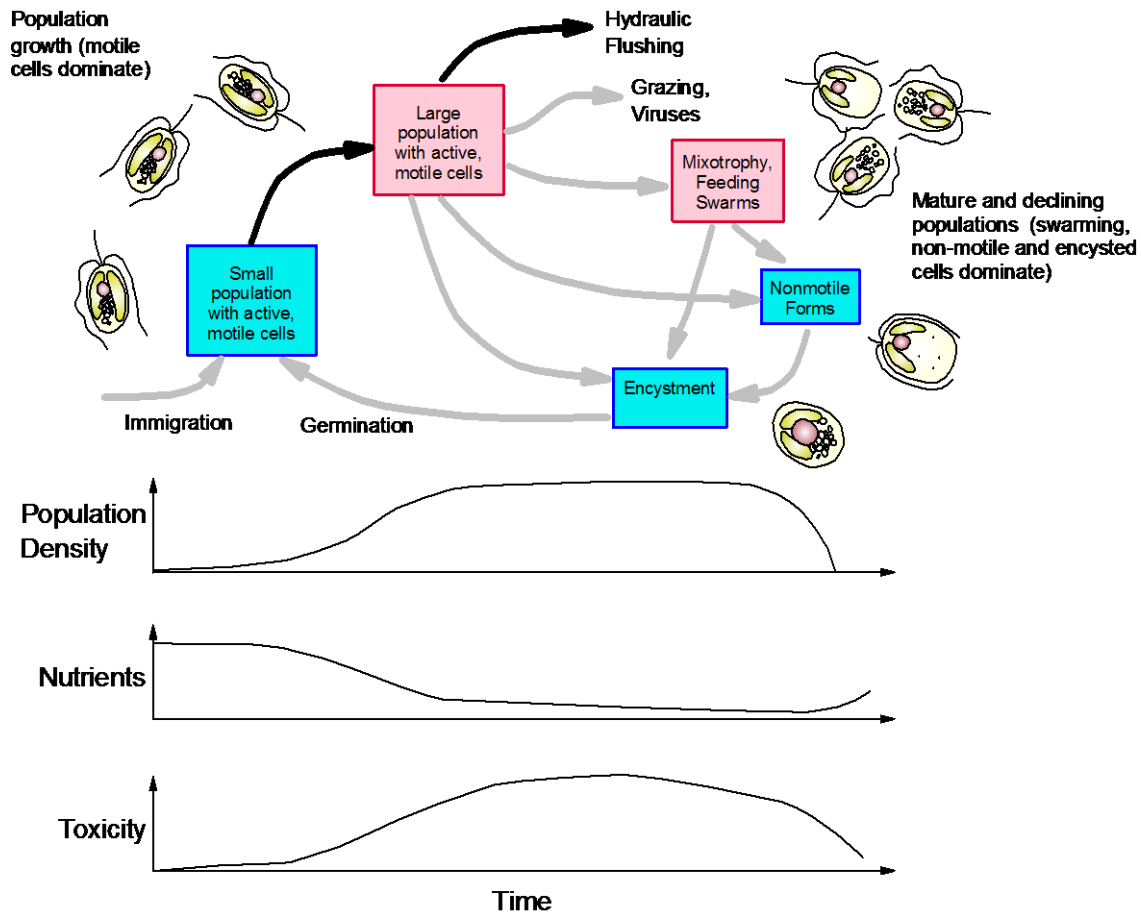 Population
growth (motile
cells dominate)
Hydraulic
Flushing
Grazing,
Viruses
Large
population
with active,
motile cells
Mixotrophy,
Feeding
Swarms
Mature and declining
populations (swarming,
non-motile and encysted
cells dominate)
Small
population
with active,
motile cells
Nonmotile
Forms
Encystment
Immigration
Germination
Population
Density
Nutrients
Toxicity
Time